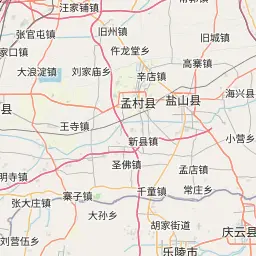 汪家铺镇
旧州镇
张官屯镇
仵龙堂乡
旧城镇
家口镇
高寨镇
辛店镇
大浪淀镇
刘家庙乡
海兴县
孟村县
盐山县
县
王寺镇
小营乡
新县镇
圣佛镇
孟店镇
明寺镇
千童镇
常庄乡
寨子镇
张大庄镇
大孙乡
胡家街道
庆云县
刘营伍乡
乐陵市